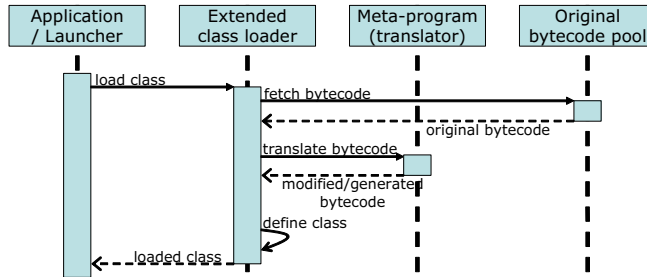 Application
/ Launcher
Extended
class loader
Meta-program
(translator)
Original
bytecode pool
load class
fetch bytecode
original bytecode
translate bytecode
modified/generated
bytecode
define class
loaded class